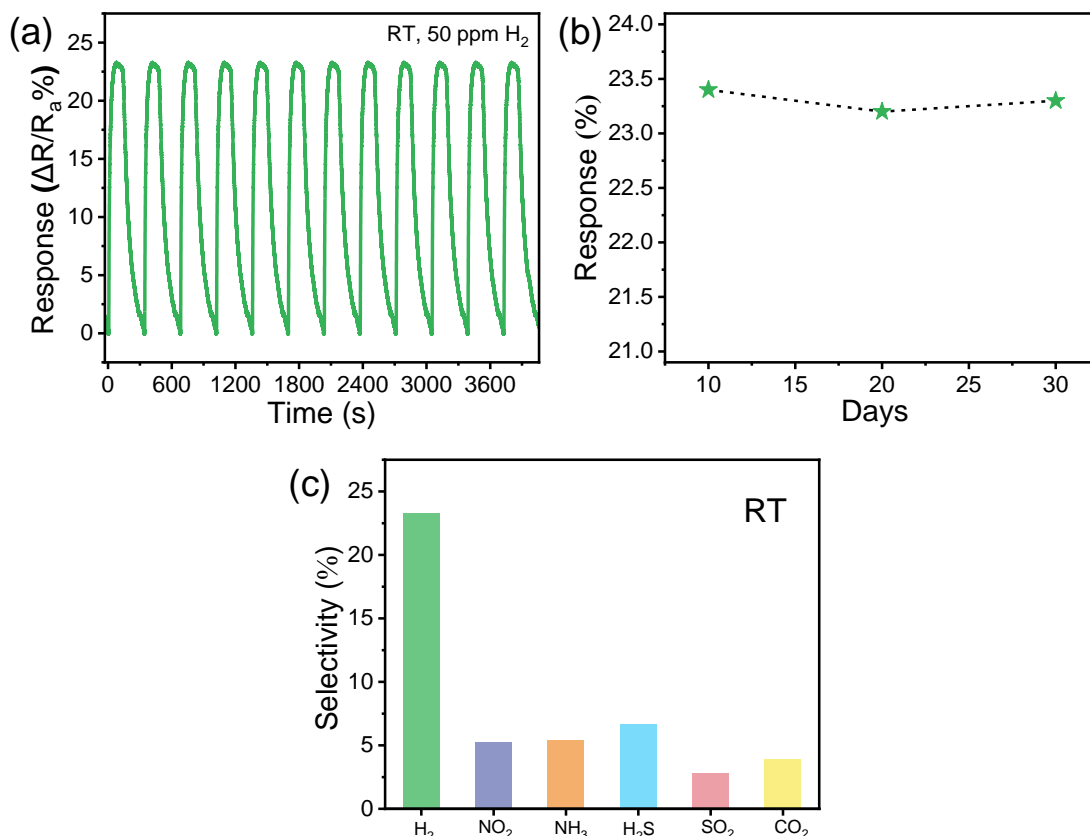 (a)
RT, 50 ppm H₂
Response (ΔR/Rₐ%)
25
20
15
10
5
0
0 600 1200 1800 2400 3000 3600
Time (s)
(b)
Response (%)
24.0
23.5
23.0
22.5
22.0
21.5
21.0
10 15 20 25 30
Days
(c)
RT
Selectivity (%)
25
20
15
10
5
0
H₂ NO₂ NH₃ H₂S SO₂ CO₂